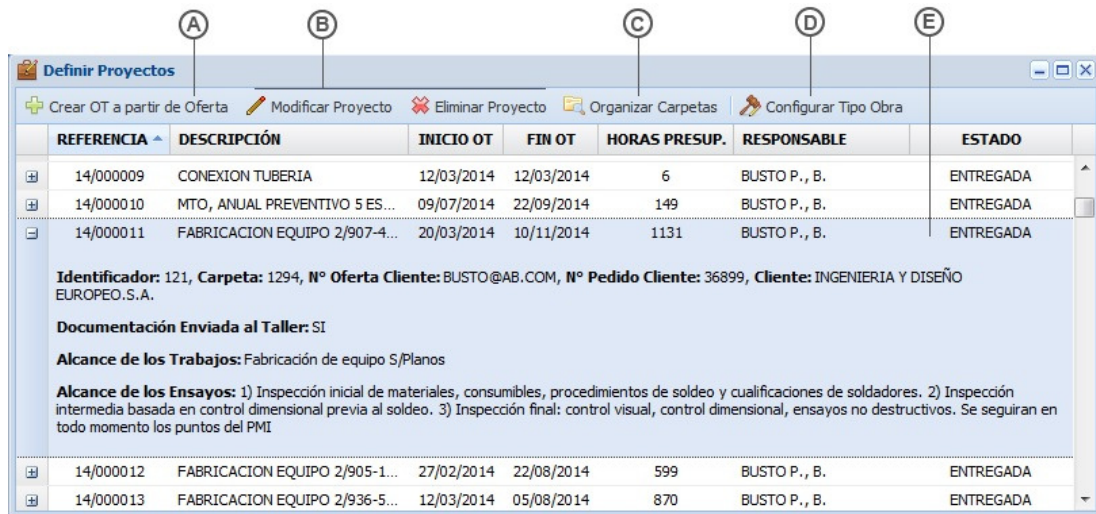 A B C D E
Definir Proyectos
Crear OT a partir de Oferta Modificar Proyecto Eliminar Proyecto Organizar Carpetas Configurar Tipo Obra
REFERENCIA DESCRIPCIÓN INICIO OT FIN OT HORAS PRESUP. RESPONSABLE ESTADO
14/000009 CONEXION TUBERIA 12/03/2014 12/03/2014 6 BUSTO P., B. ENTREGADA
14/000010 MTO, ANUAL PREVENTIVO 5 ES... 09/07/2014 22/09/2014 149 BUSTO P., B. ENTREGADA
14/000011 FABRICACION EQUIPO 2/907-4... 20/03/2014 10/11/2014 1131 BUSTO P., B. ENTREGADA
Identificador: 121, Carpeta: 1294, Nº Oferta Cliente: BUSTO@AB.COM, Nº Pedido Cliente: 36899, Cliente: INGENIERIA Y DISEÑO
EUROPEO.S.A.
Documentación Enviada al Taller: SI
Alcance de los Trabajos: Fabricación de equipo S/Planos
Alcance de los Ensayos: 1) Inspección inicial de materiales, consumibles, procedimientos de soldeo y cualificaciones de soldadores. 2) Inspección
intermedia basada en control dimensional previa al soldeo. 3) Inspección final: control visual, control dimensional, ensayos no destructivos. Se seguiran en
todo momento los puntos del PMI
14/000012 FABRICACION EQUIPO 2/905-1... 27/02/2014 22/08/2014 599 BUSTO P., B. ENTREGADA
14/000013 FABRICACION EQUIPO 2/936-5... 12/03/2014 05/08/2014 870 BUSTO P., B. ENTREGADA